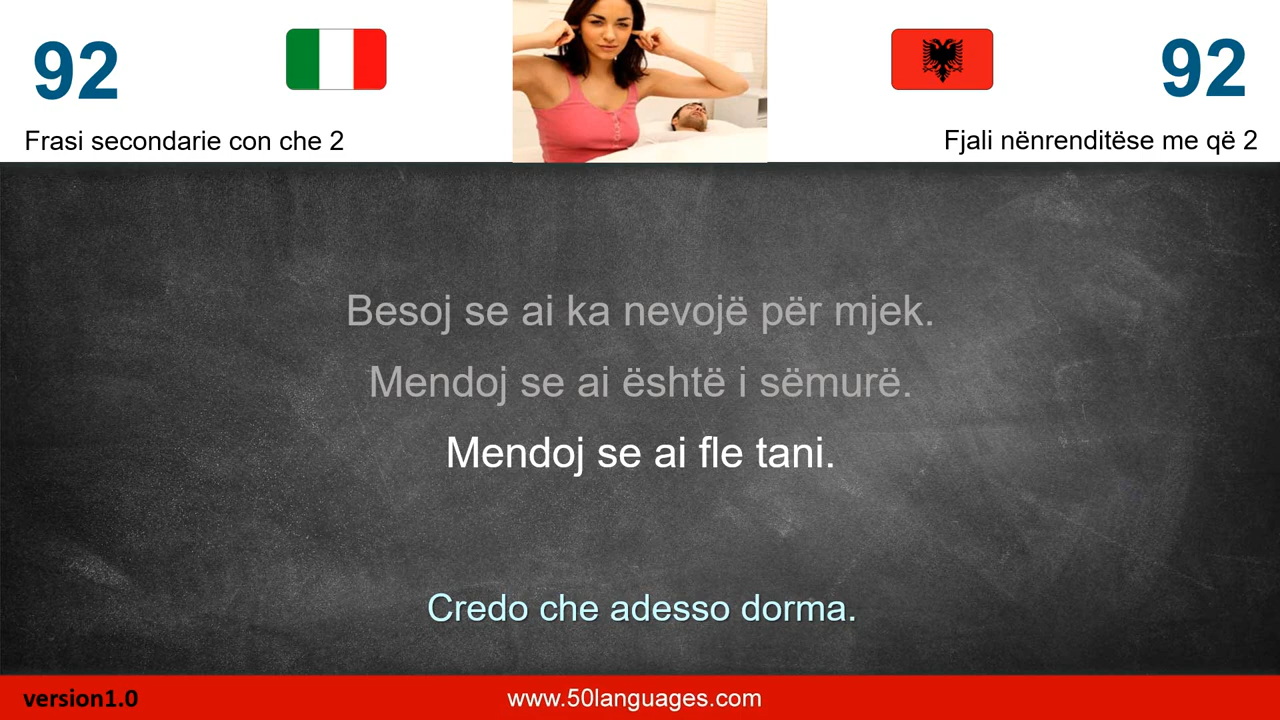 92
92
Frasi secondarie con che 2
Fjali nënrenditëse me që 2
Besoj se ai ka nevojë për mjek.
Mendoj se ai është i sëmurë.
Mendoj se ai fle tani.
Credo che adesso dorma.
version1.0
www.50languages.com